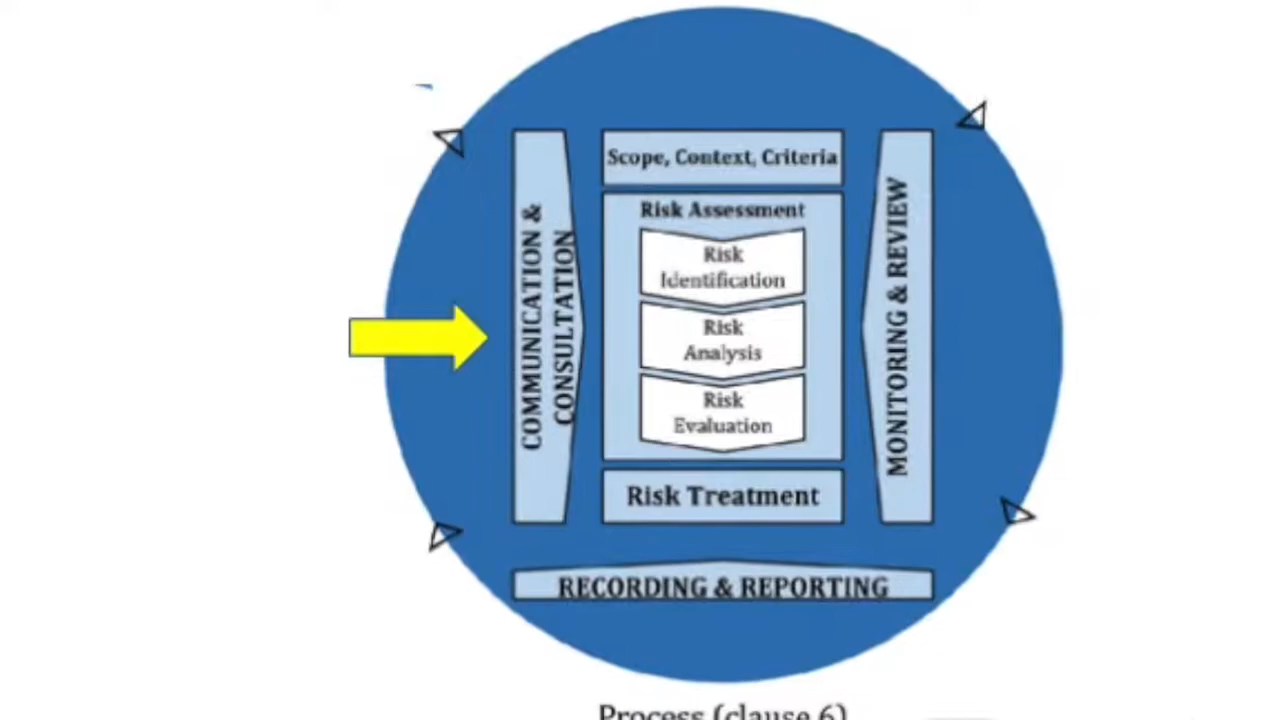 Scope, Context, Criteria
Risk Assessment
Risk
Identification
Risk
Analysis
Risk
Evaluation
Risk Treatment
COMMUNICATION &
CONSULTATION
MONITORING & REVIEW
RECORDING & REPORTING
Process (clause 6)